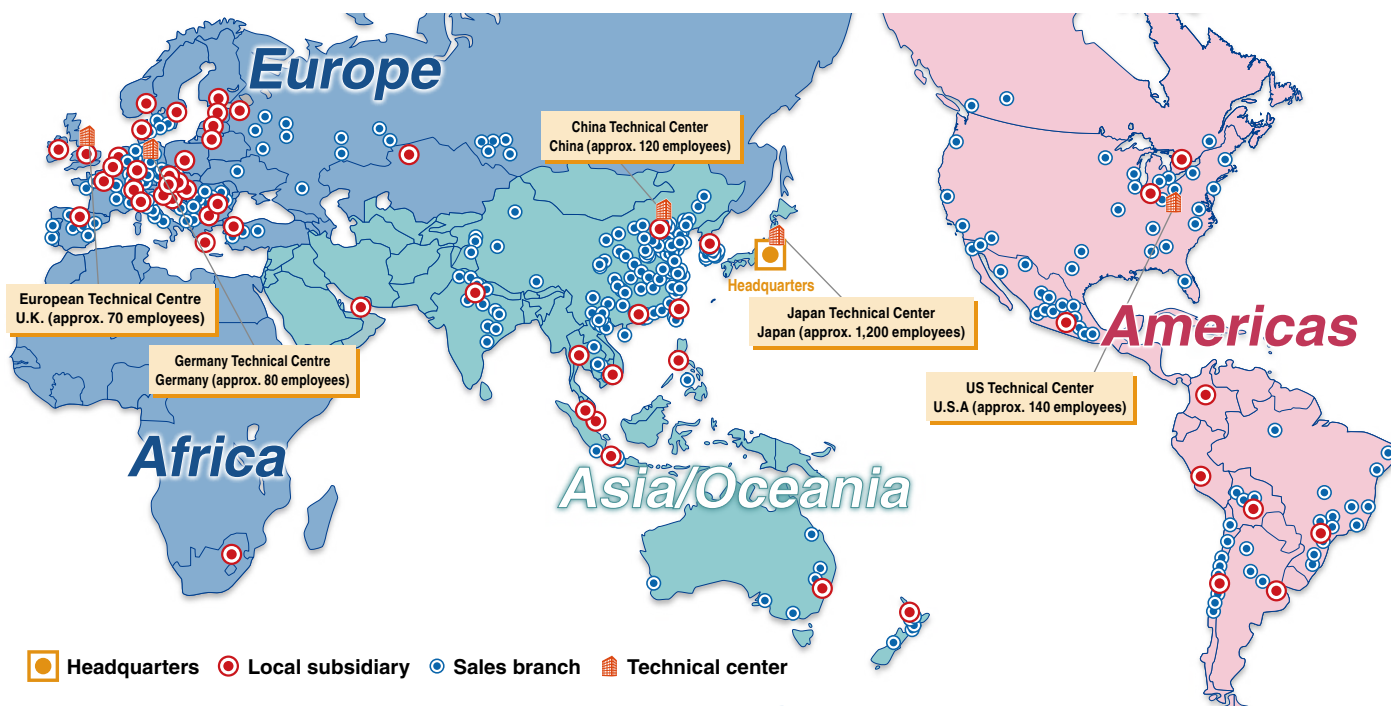 Europe
China Technical Center
China (approx. 120 employees)
European Technical Centre
U.K. (approx. 70 employees)
Headquarters
Japan Technical Center
Japan (approx. 1,200 employees)
Americas
Germany Technical Centre
Germany (approx. 80 employees)
US Technical Center
U.S.A (approx. 140 employees)
Africa
Asia/Oceania
Headquarters
Local subsidiary
Sales branch
Technical center